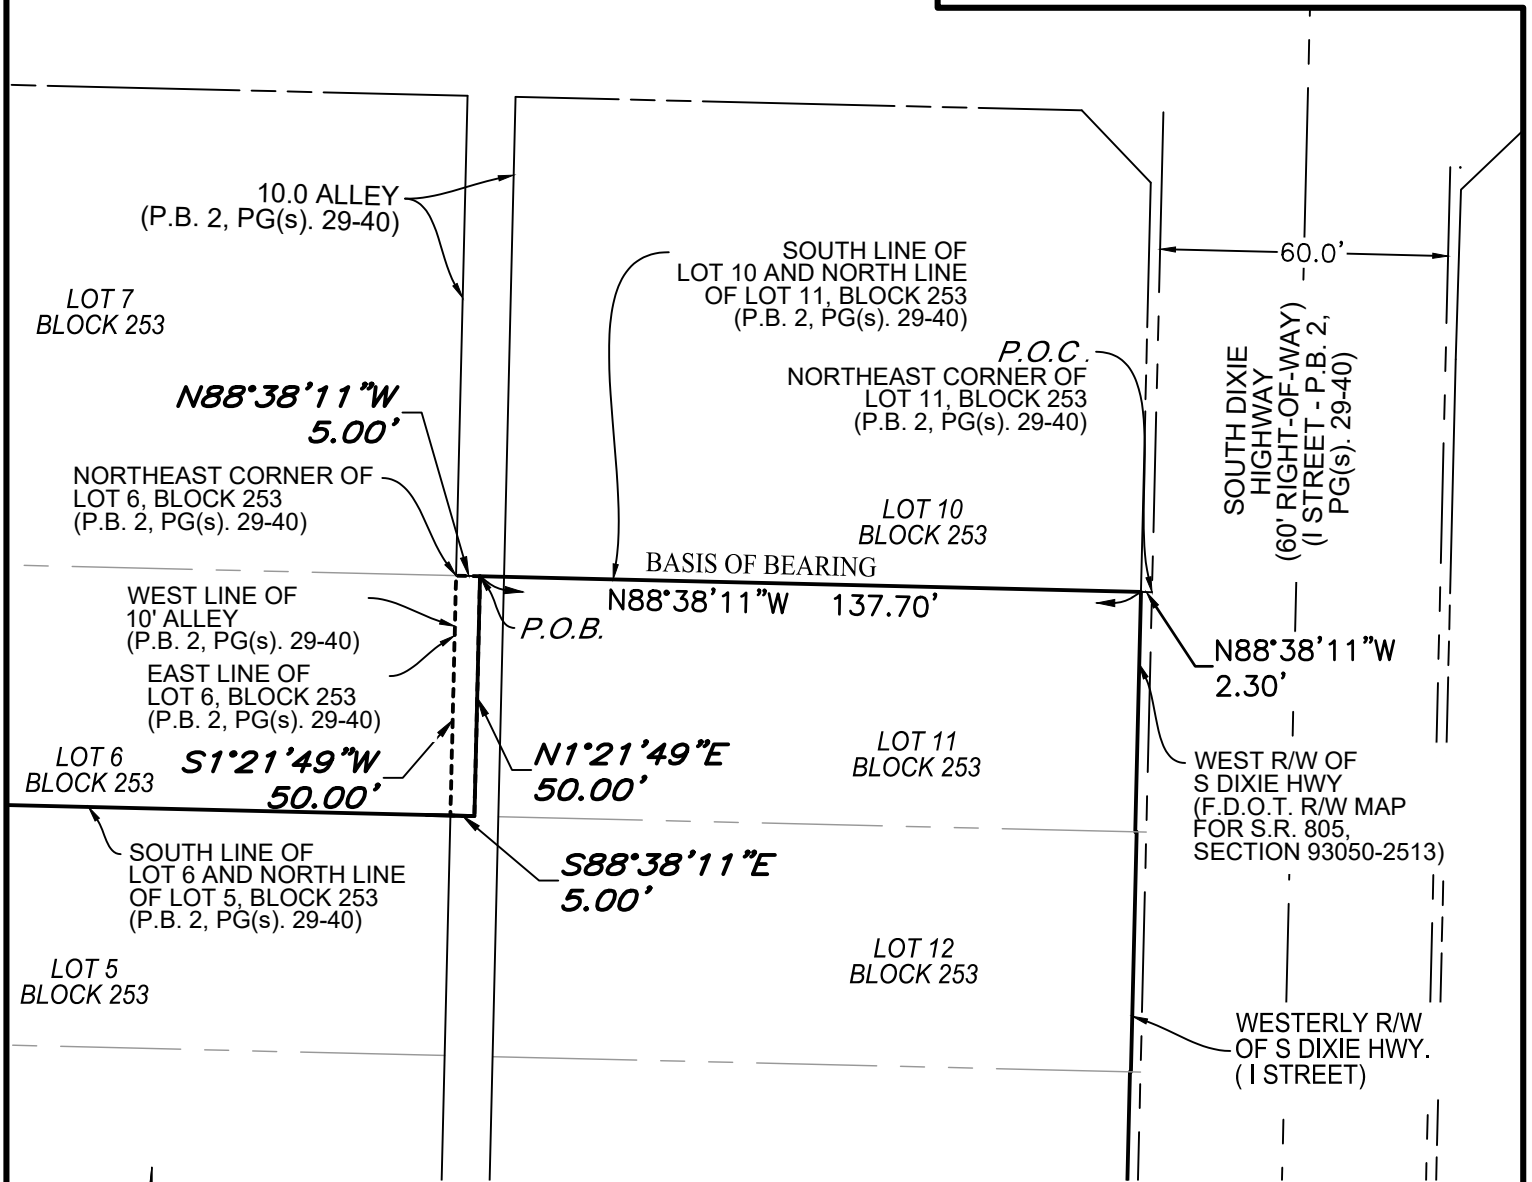 10.0 ALLEY
(P.B. 2, PG(s). 29-40)
SOUTH LINE OF
LOT 10 AND NORTH LINE
OF LOT 11, BLOCK 253
(P.B. 2, PG(s). 29-40)
60.0'
LOT 7
BLOCK 253
P.O.C.
NORTHEAST CORNER OF
LOT 11, BLOCK 253
(P.B. 2, PG(s). 29-40)
SOUTH DIXIE
HIGHWAY
(60' RIGHT-OF-WAY)
(I STREET - P.B. 2,
PG(s). 29-40)
N88°38'11"W
5.00'
NORTHEAST CORNER OF
LOT 6, BLOCK 253
(P.B. 2, PG(s). 29-40)
LOT 10
BLOCK 253
BASIS OF BEARING
N88°38'11"W 137.70'
WEST LINE OF
10' ALLEY
(P.B. 2, PG(s). 29-40)
P.O.B.
N88°38'11"W
2.30'
EAST LINE OF
LOT 6, BLOCK 253
(P.B. 2, PG(s). 29-40)
LOT 6
BLOCK 253
S1°21'49"W
50.00'
N1°21'49"E
50.00'
LOT 11
BLOCK 253
WEST R/W OF
S DIXIE HWY
(F.D.O.T. R/W MAP
FOR S.R. 805,
SECTION 93050-2513)
SOUTH LINE OF
LOT 6 AND NORTH LINE
OF LOT 5, BLOCK 253
(P.B. 2, PG(s). 29-40)
S88°38'11"E
5.00'
LOT 5
BLOCK 253
LOT 12
BLOCK 253
WESTERLY R/W
OF S DIXIE HWY.
( I STREET)